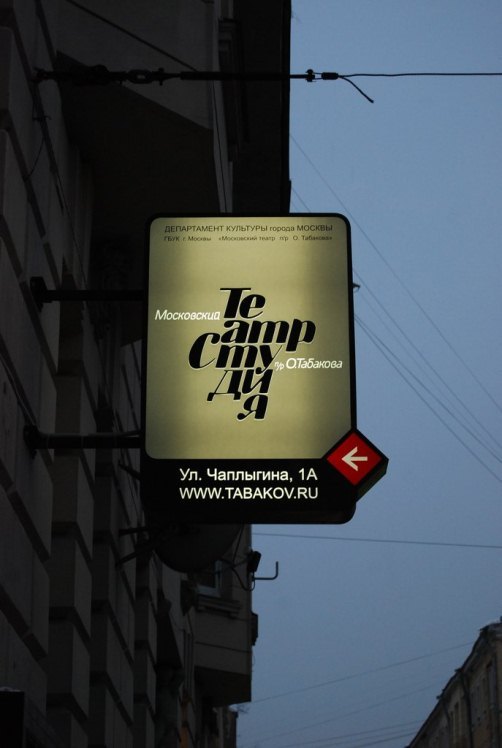 ДЕПАРТАМЕНТ КУЛЬТУРЫ города МОСКВЫ
ГБУК г. Москвы «Московский театр п/р О. Табакова»
Те
Московский атр
Сту п/р О.Табакова
ди
я
Ул. Чаплыгина, 1А
WWW.TABAKOV.RU